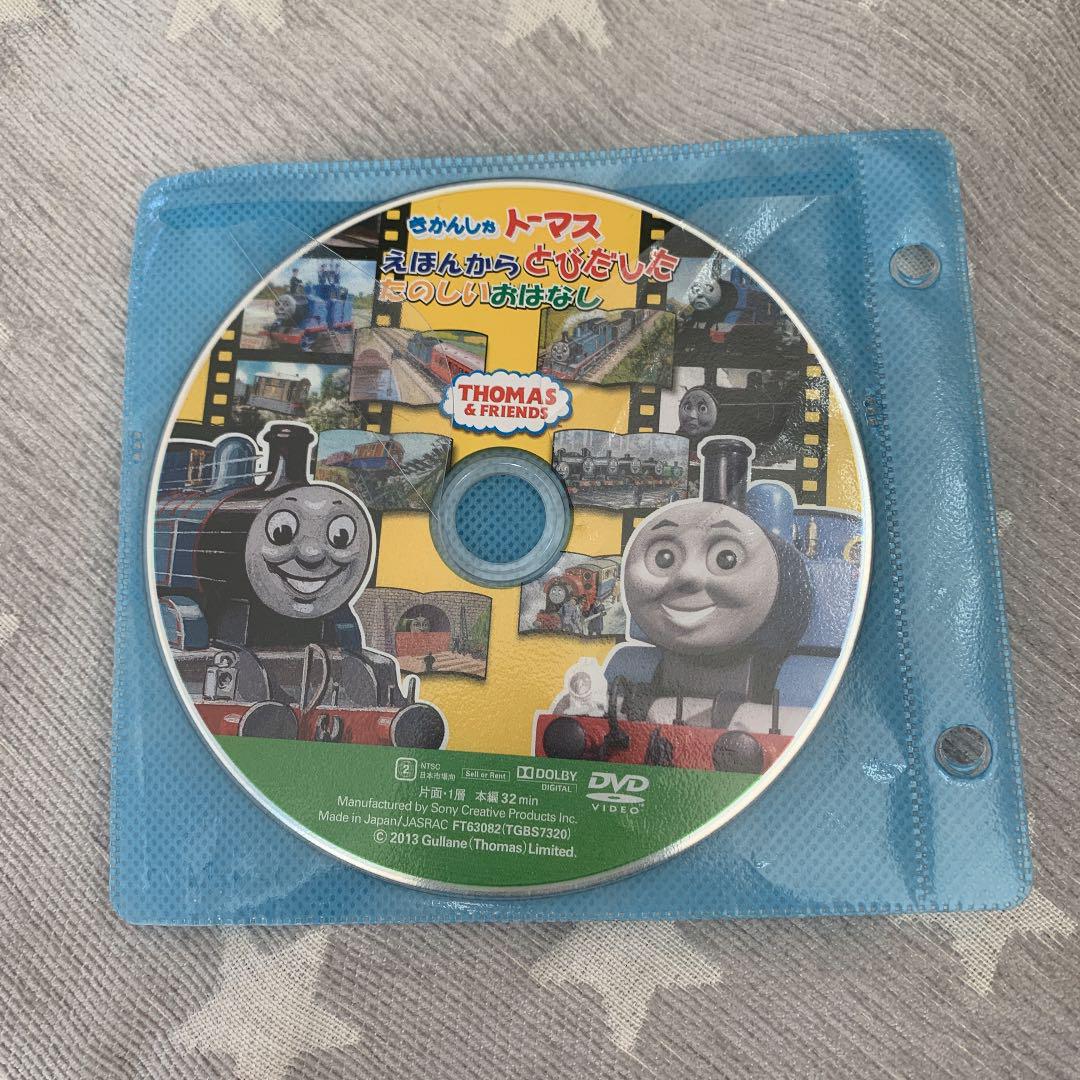 きかんしゃ トーマス
えほんから とびだした
たのしいおはなし
THOMAS
& FRIENDS
2 NTSC 日本市場向 Sell or Rent DOLBY DIGITAL DVD VIDEO
片面・1層 本編 32 min
Manufactured by Sony Creative Products Inc.
Made in Japan/JASRAC FT63082(TGBS7320)
© 2013 Gullane (Thomas) Limited.